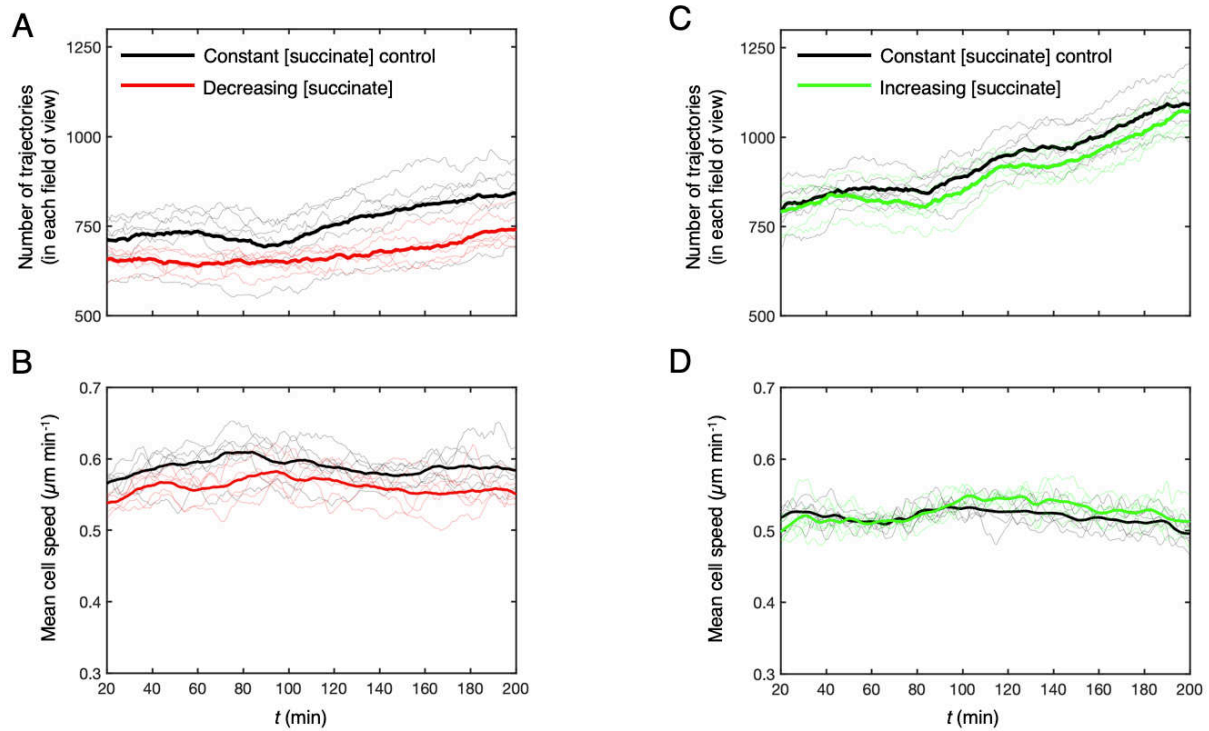 A
1250
1000
750
500
Number of trajectories
(in each field of view)
Constant [succinate] control
Decreasing [succinate]
C
1250
1000
750
500
Number of trajectories
(in each field of view)
Constant [succinate] control
Increasing [succinate]
B
0.7
0.6
0.5
0.4
0.3
Mean cell speed (µm min⁻¹)
20 40 60 80 100 120 140 160 180 200
t (min)
D
0.7
0.6
0.5
0.4
0.3
Mean cell speed (µm min⁻¹)
20 40 60 80 100 120 140 160 180 200
t (min)